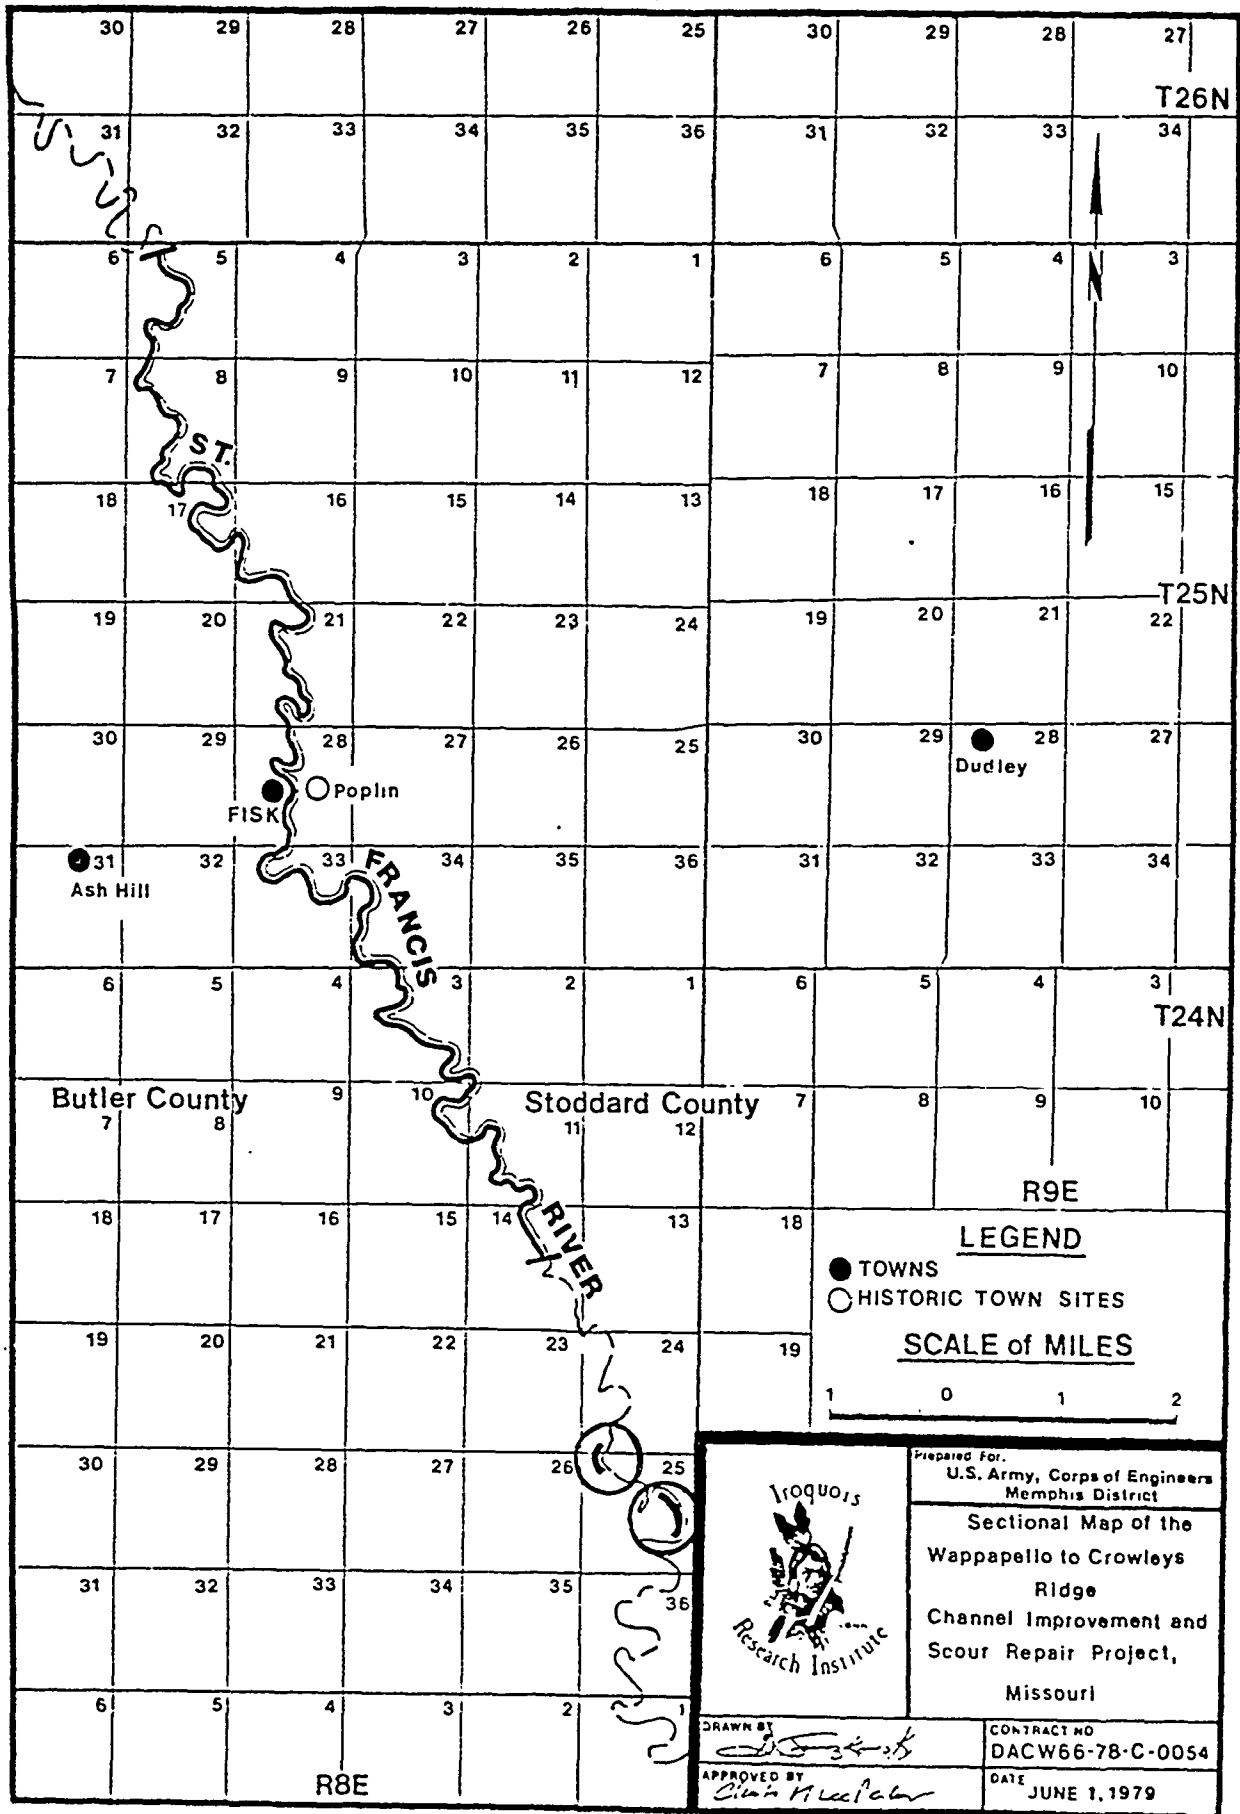 30 29 28 27 26 25 30 29 28 27
T26N
31 32 33 34 35 36 31 32 33 34
6 5 4 3 2 1 6 5 4 3
N
7 8 9 10 11 12 7 8 9 10
ST.
18 17 16 15 14 13 18 17 16 15
T25N
19 20 21 22 23 24 19 20 21 22
30 29 28 27 26 25 30 29 28 27
Dudley
FISK
Poplin
31 32 33 34 35 36 31 32 33 34
Ash Hill
FRANCIS
6 5 4 3 2 1 6 5 4 3
T24N
Butler County
Stoddard County
7 8 9 10 11 12 7 8 9 10
R9E
18 17 16 15 14 13 18
RIVER
LEGEND
TOWNS
HISTORIC TOWN SITES
19 20 21 22 23 24 19
SCALE of MILES
1 0 1 2
30 29 28 27 26 25
31 32 33 34 35 36
6 5 4 3 2 1
R8E
Iroquois
Research Institute
Prepared For:
U.S. Army, Corps of Engineers
Memphis District
Sectional Map of the
Wappapello to Crowleys
Ridge
Channel Improvement and
Scour Repair Project,
Missouri
DRAWN BY
CONTRACT NO
DACW66-78-C-0054
APPROVED BY
DATE
JUNE 1, 1979